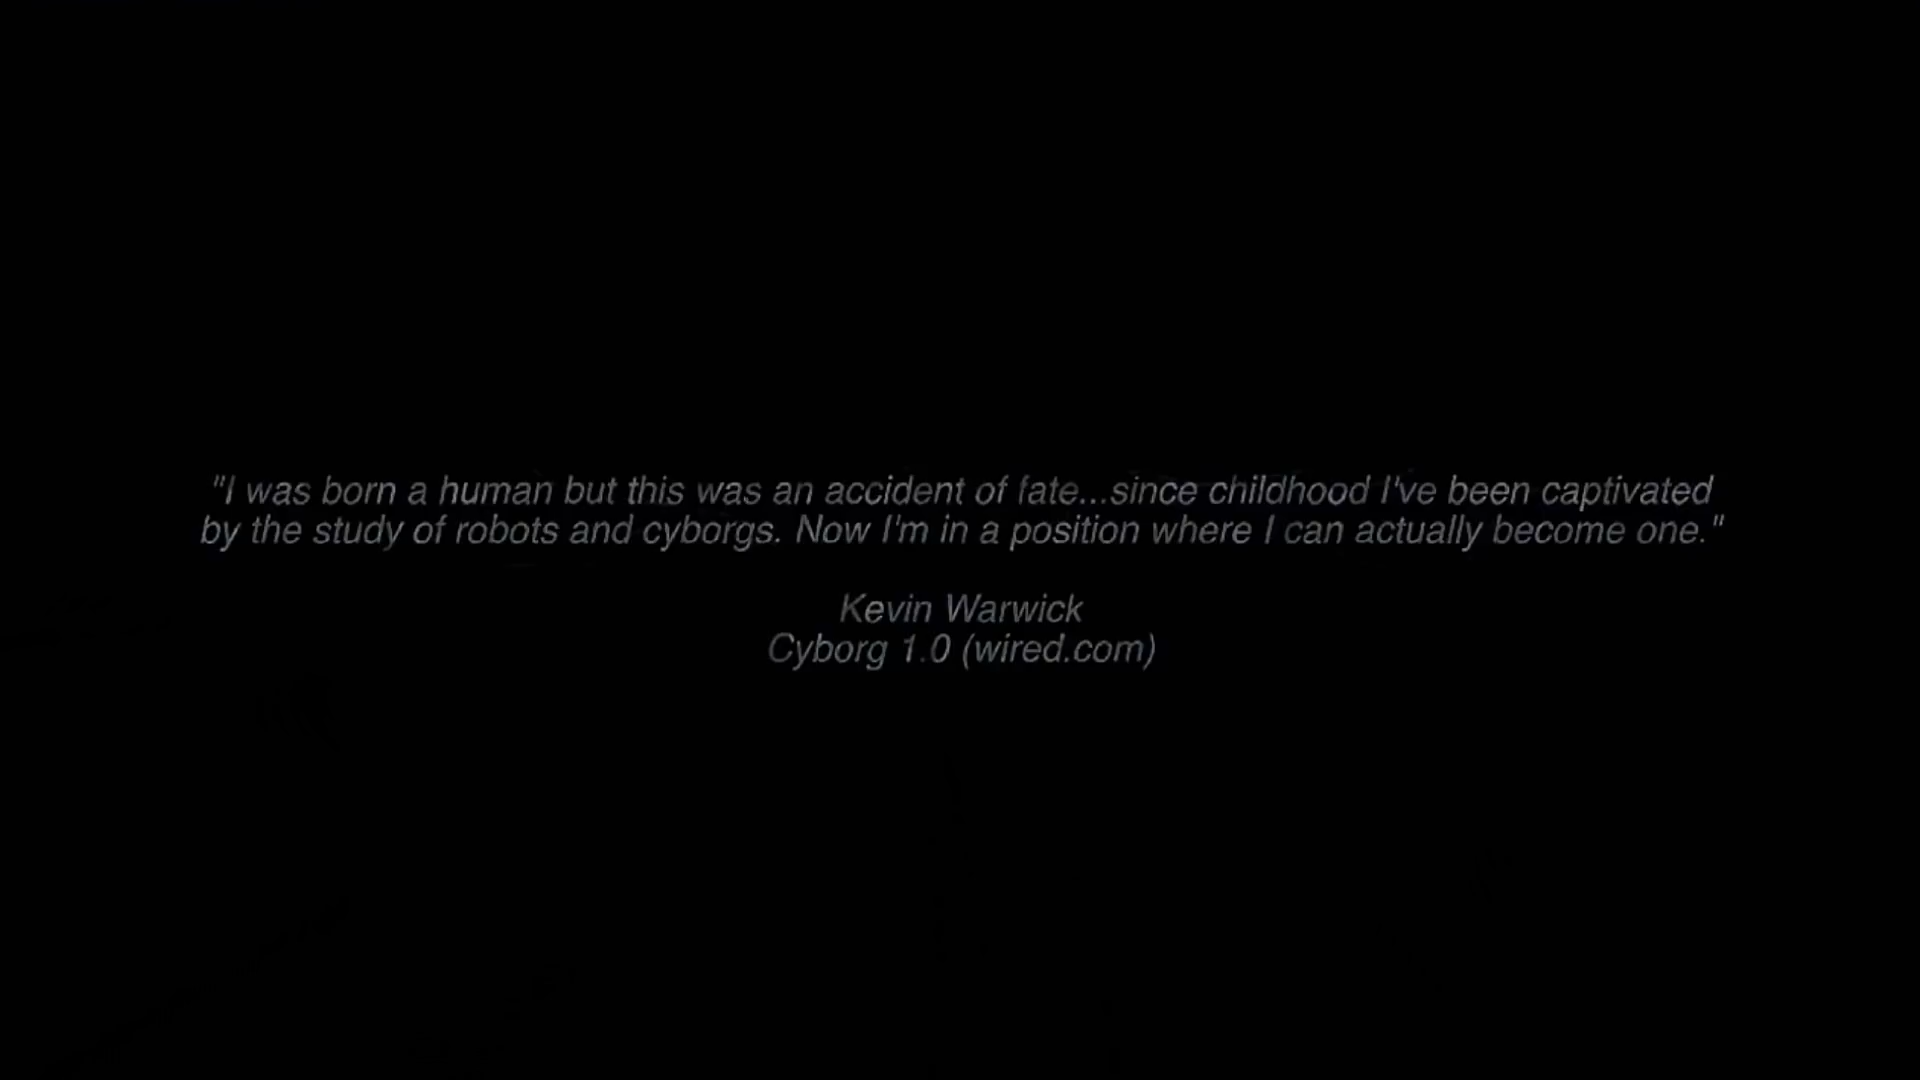 "I was born a human but this was an accident of fate...since childhood I've been captivated
by the study of robots and cyborgs. Now I'm in a position where I can actually become one."
Kevin Warwick
Cyborg 1.0 (wired.com)